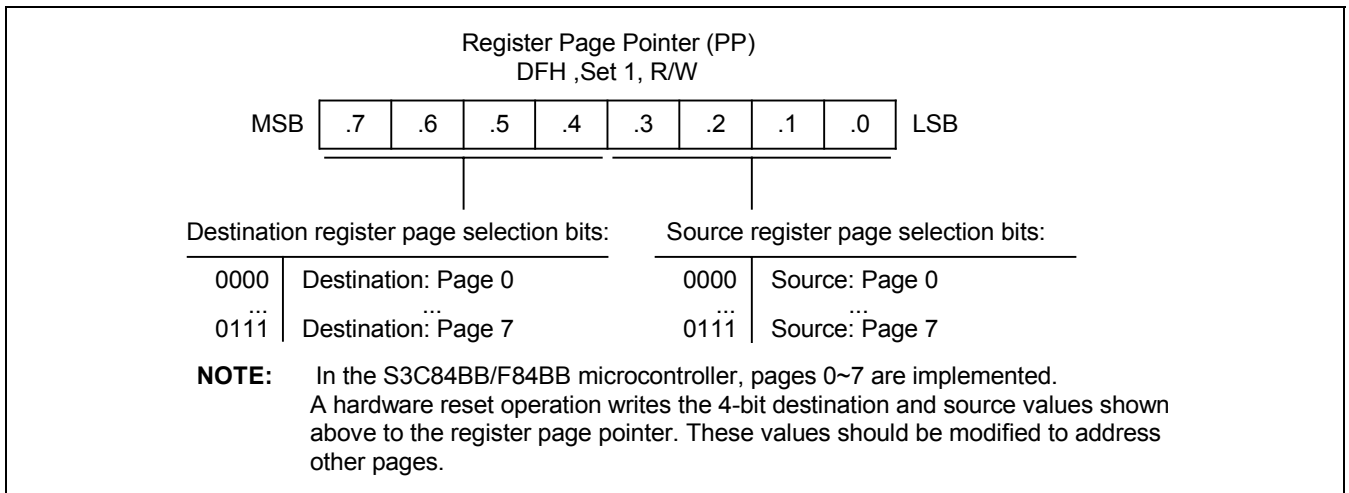 Register Page Pointer (PP)
DFH ,Set 1, R/W
MSB .7 .6 .5 .4 .3 .2 .1 .0 LSB
Destination register page selection bits: Source register page selection bits:
0000 Destination: Page 0 0000 Source: Page 0
... ... ... ...
0111 Destination: Page 7 0111 Source: Page 7
NOTE: In the S3C84BB/F84BB microcontroller, pages 0~7 are implemented.
A hardware reset operation writes the 4-bit destination and source values shown
above to the register page pointer. These values should be modified to address
other pages.